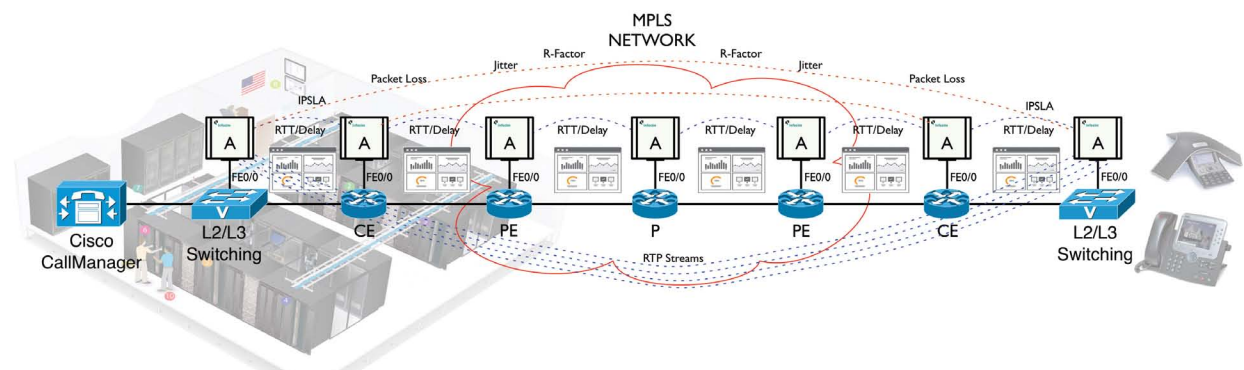 MPLS
NETWORK
R-Factor
R-Factor
Jitter
Jitter
Packet Loss
Packet Loss
IPSLA
IPSLA
RTT/Delay
RTT/Delay
RTT/Delay
RTT/Delay
RTT/Delay
RTT/Delay
A
A
A
A
A
A
A
FE0/0
FE0/0
FE0/0
FE0/0
FE0/0
FE0/0
FE0/0
V
V
Cisco
CallManager
L2/L3
Switching
CE
PE
P
PE
CE
L2/L3
Switching
RTP Streams